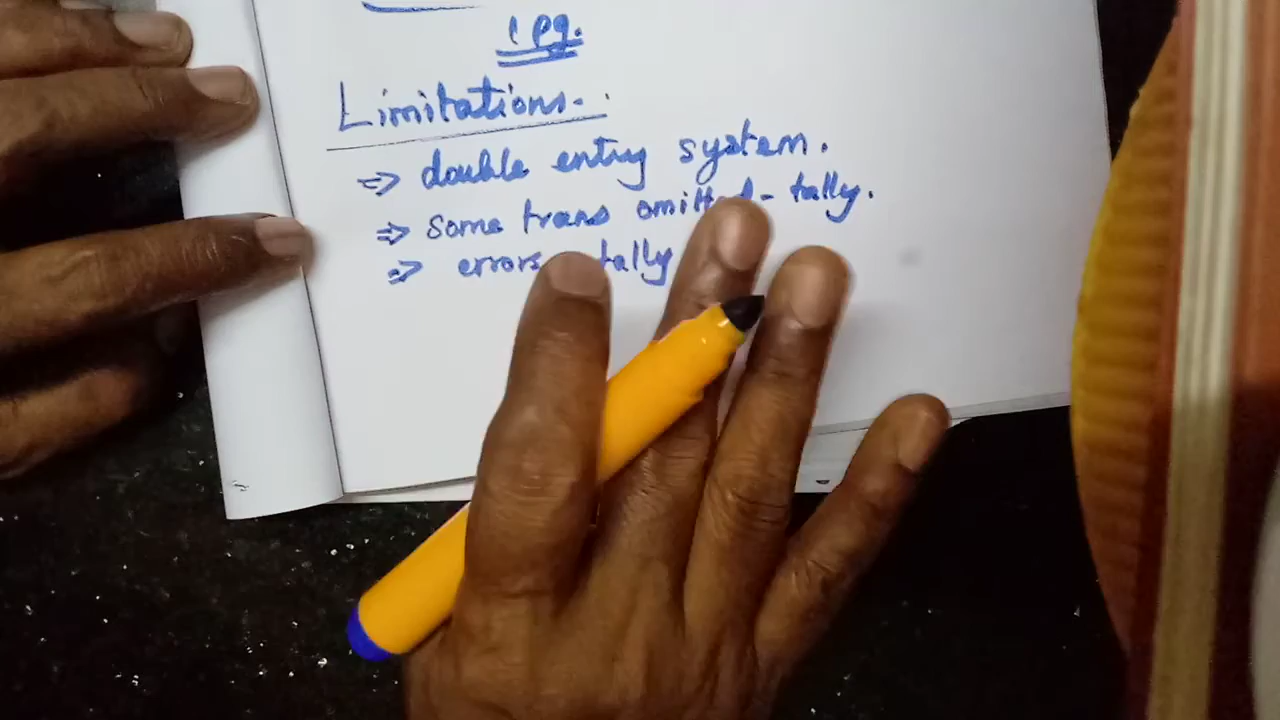 1 pg.
Limitations-.
⇒ double entry system.
⇒ some trans omitted - tally.
⇒ errors tally